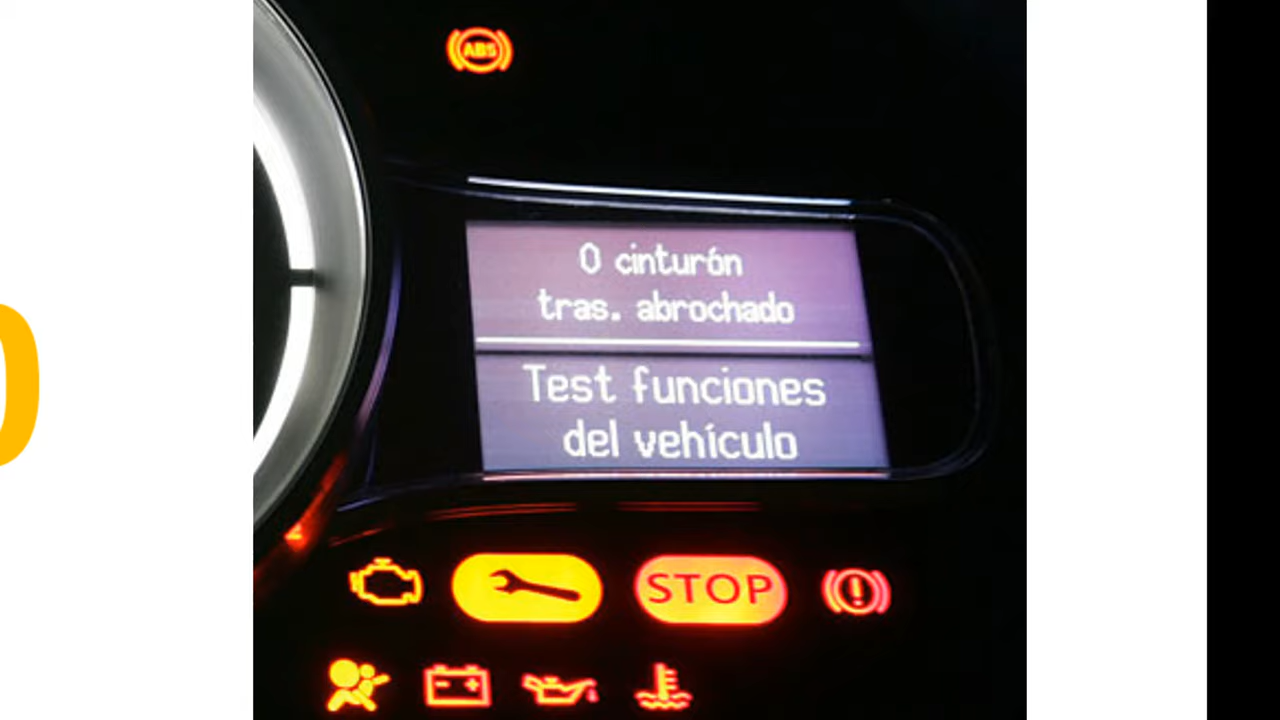 ABS
0 cinturón
tras. abrochado
Test funciones
del vehículo
STOP